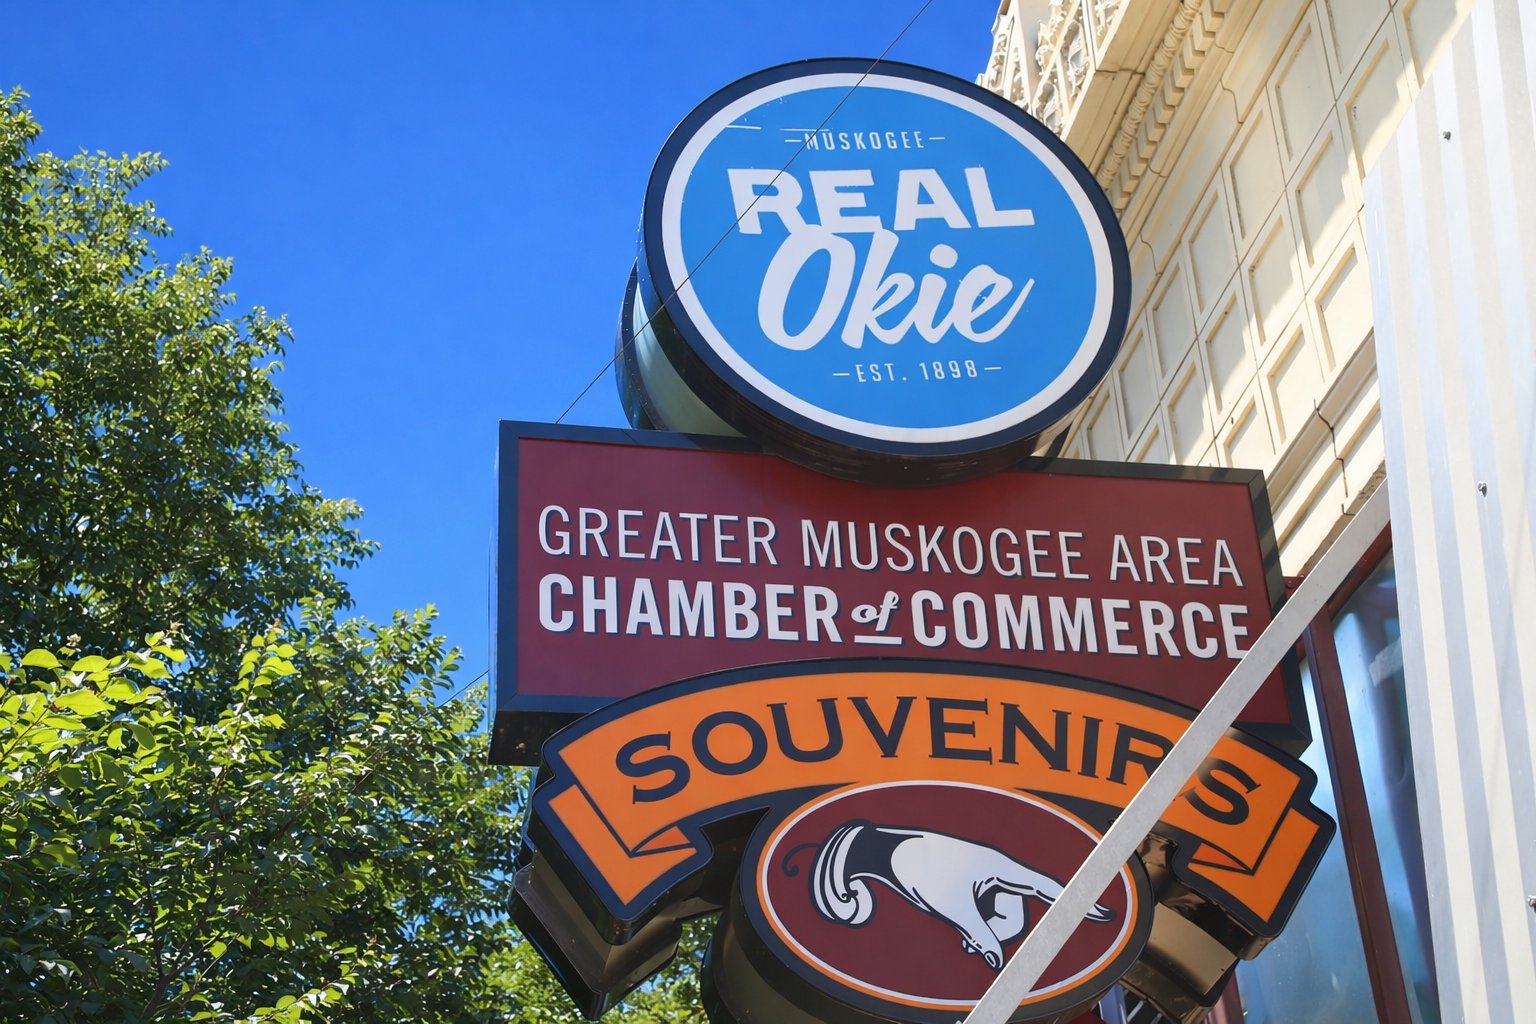 —MUSKOGEE—
REAL
Okie
—EST. 1898—
GREATER MUSKOGEE AREA
CHAMBER of COMMERCE
SOUVENIRS